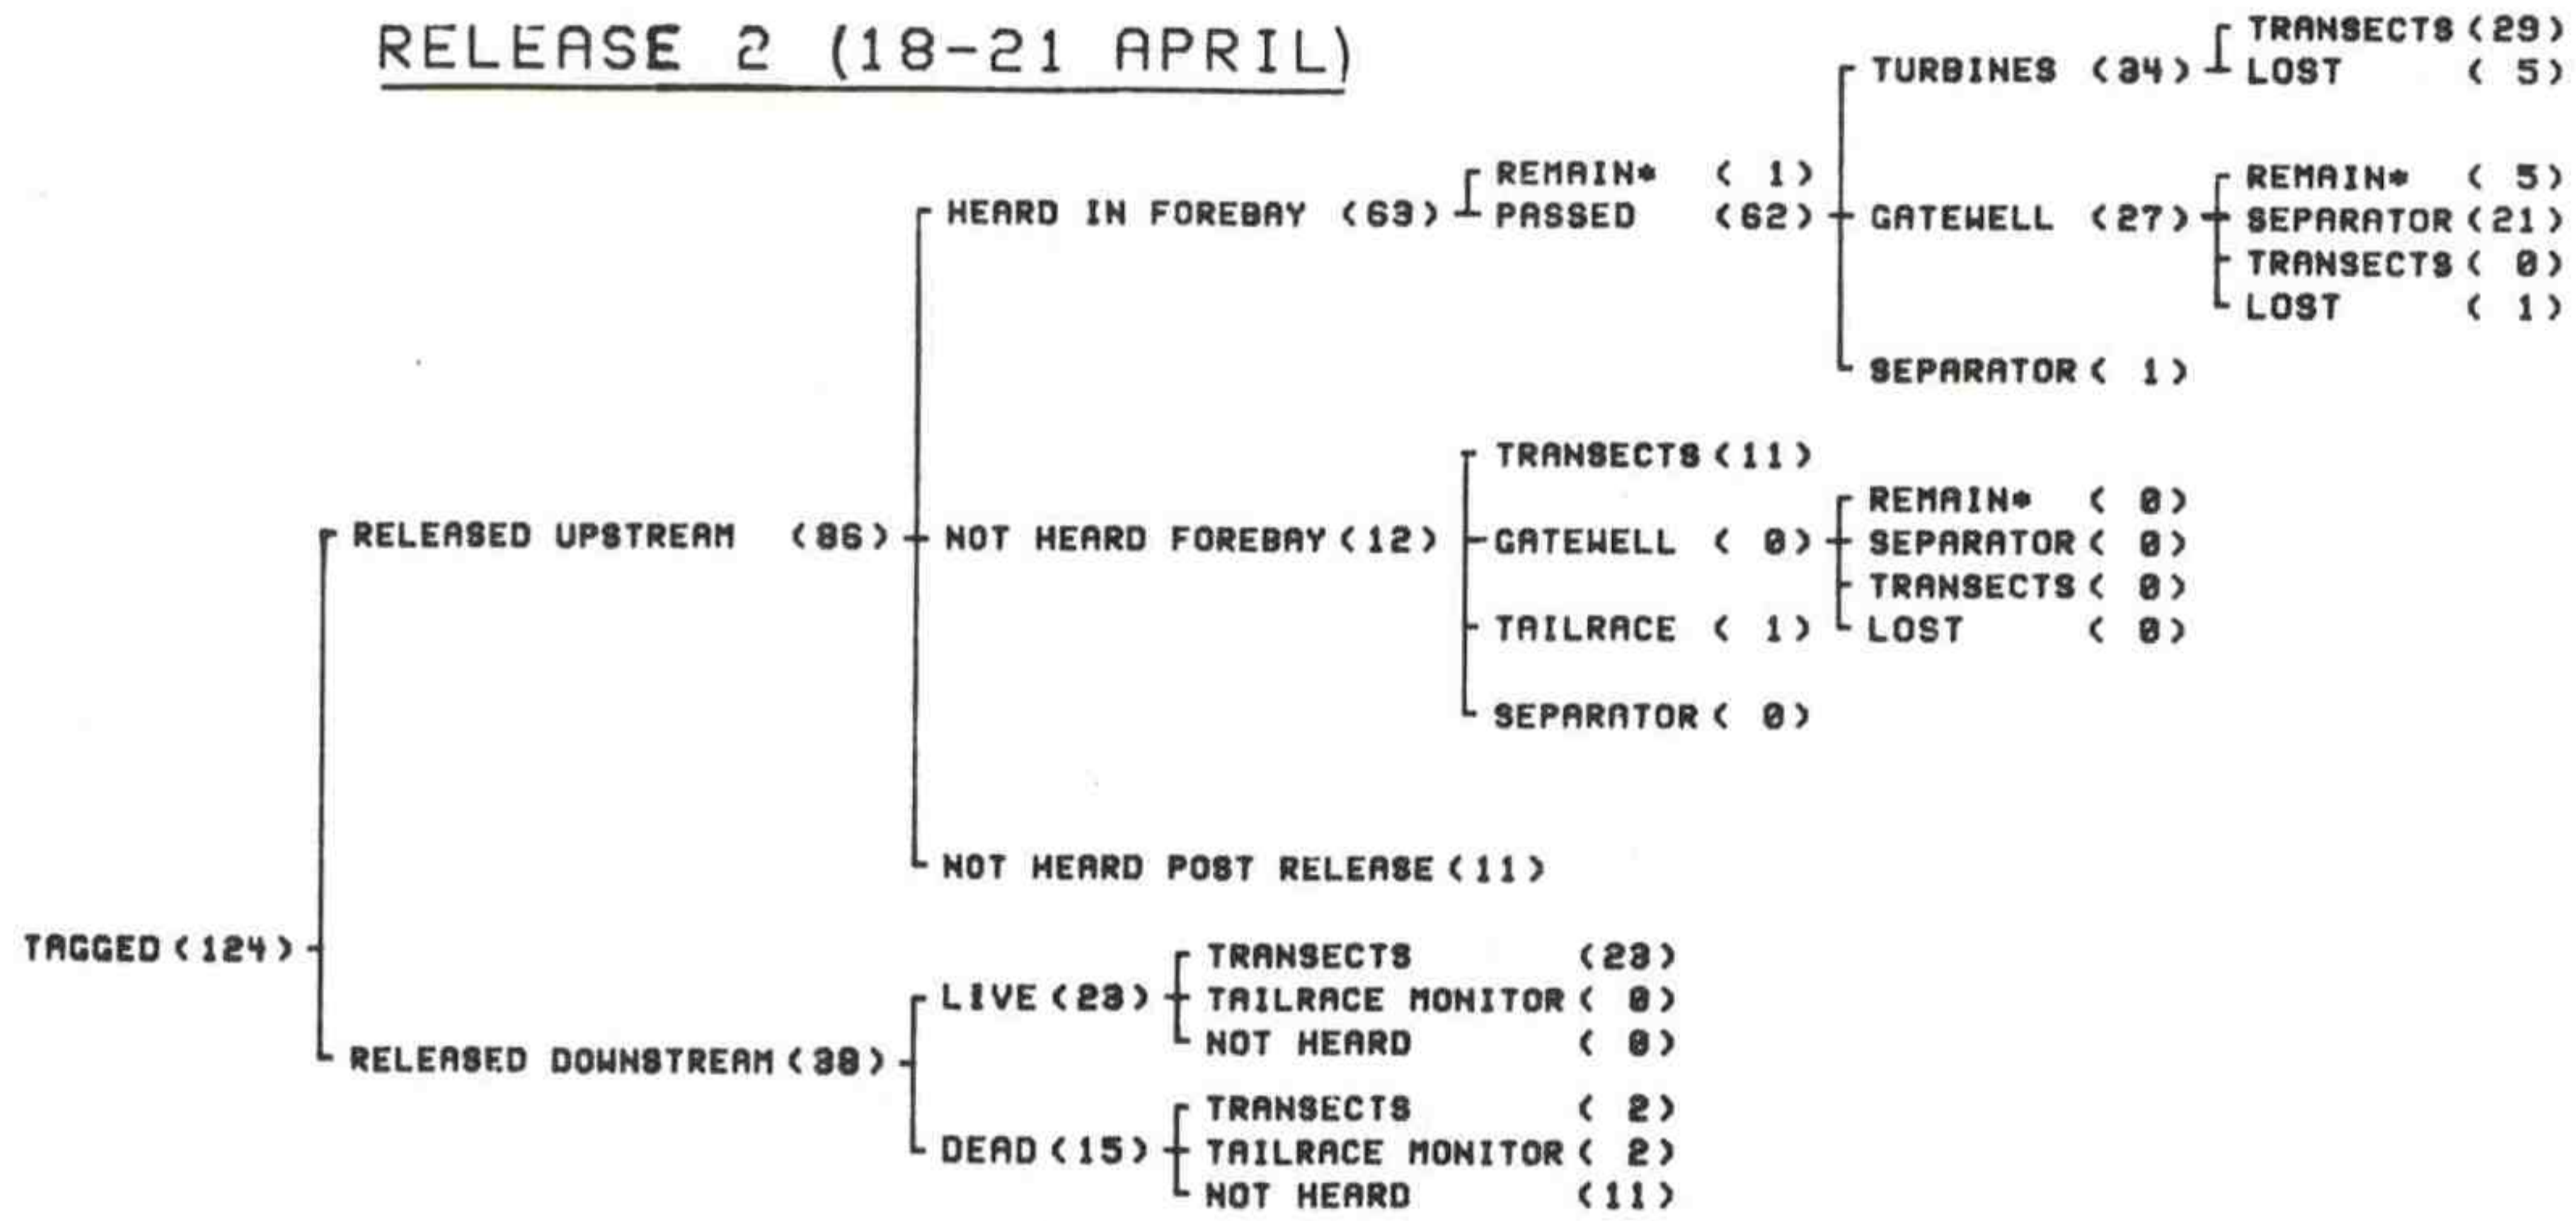 RELEASE 2 (18-21 APRIL)
TRANSECTS (29)
TURBINES (34)
LOST ( 5)
REMAIN* ( 1)
REMAIN* ( 5)
HEARD IN FOREBAY (63)
PASSED (62)
GATEWELL (27)
SEPARATOR (21)
TRANSECTS ( 0)
LOST ( 1)
SEPARATOR ( 1)
TRANSECTS (11)
REMAIN* ( 0)
RELEASED UPSTREAM (86)
NOT HEARD FOREBAY (12)
GATEWELL ( 0)
SEPARATOR ( 0)
TRANSECTS ( 0)
TAILRACE ( 1)
LOST ( 0)
SEPARATOR ( 0)
NOT HEARD POST RELEASE (11)
TAGGED (124)
TRANSECTS (23)
LIVE (23)
TAILRACE MONITOR ( 0)
NOT HEARD ( 0)
RELEASED DOWNSTREAM (38)
TRANSECTS ( 2)
DEAD (15)
TAILRACE MONITOR ( 2)
NOT HEARD (11)